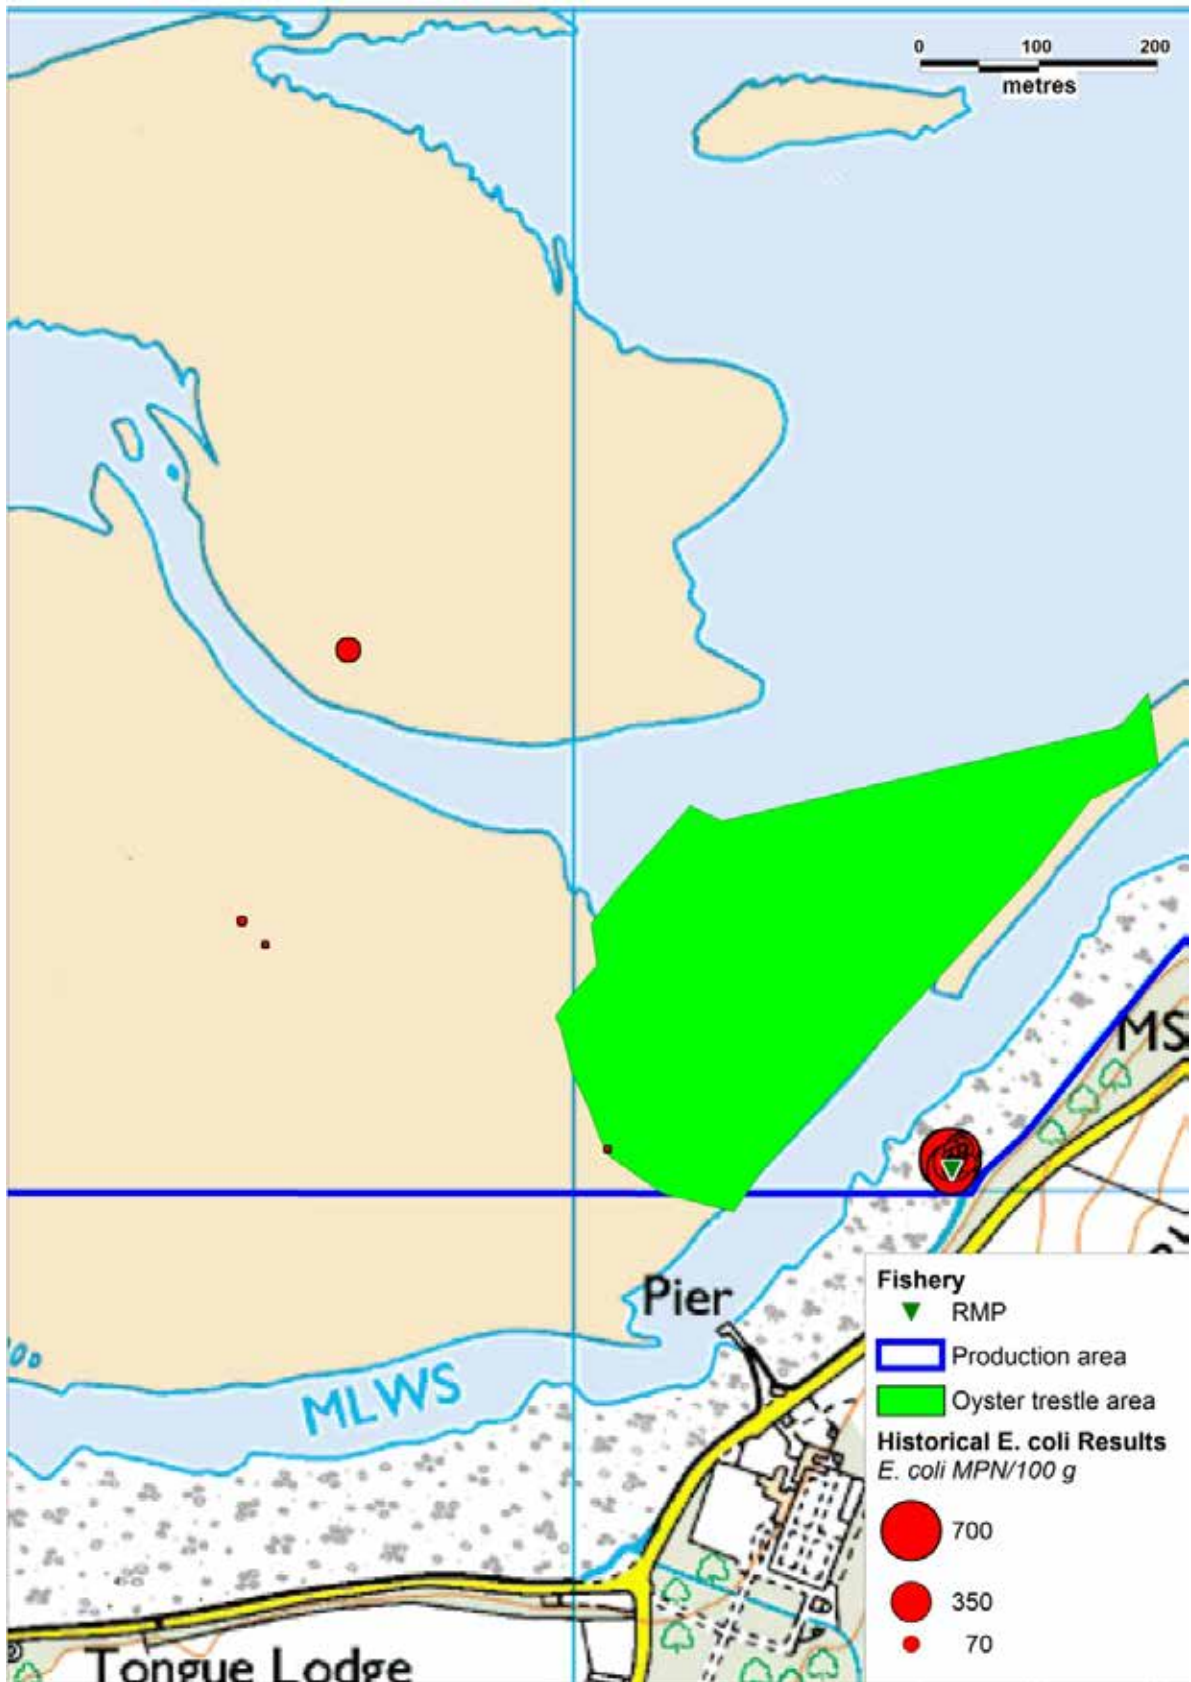 0 100 200
metres
MS
Pier
MLWS
Tongue Lodge
Fishery
RMP
Production area
Oyster trestle area
Historical E. coli Results
E. coli MPN/100 g
700
350
70